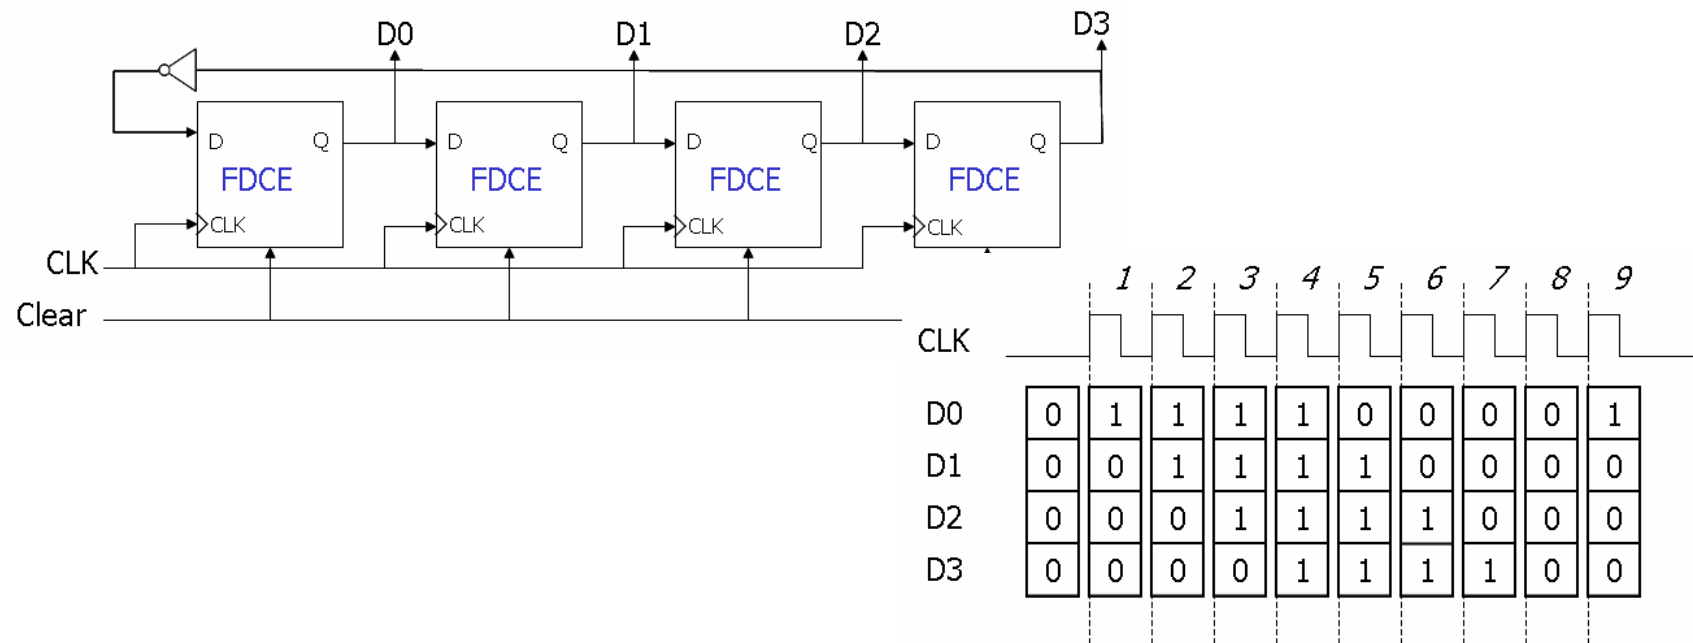 D0 D1 D2 D3
D Q D Q D Q D Q
FDCE FDCE FDCE FDCE
CLK CLK CLK CLK
CLK
Clear
1 2 3 4 5 6 7 8 9
CLK
D0 0 1 1 1 1 0 0 0 0 1
D1 0 0 1 1 1 1 0 0 0 0
D2 0 0 0 1 1 1 1 0 0 0
D3 0 0 0 0 1 1 1 1 0 0